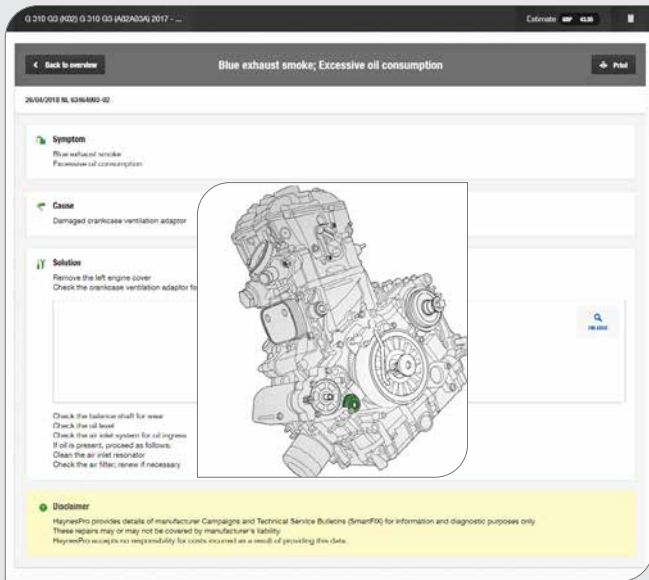 G 310 GS (K02) G 310 GS (A02A03A) 2017 - ...
Estimate GBP
Back to overview
Blue exhaust smoke; Excessive oil consumption
Print
Symptom
Blue exhaust smoke
Excessive oil consumption
Cause
Damaged crankcase ventilation adaptor
Solution
Remove the left engine cover
Check the crankcase ventilation adaptor fo
ENLARGE
Check the balance shaft for wear
Check the oil level
Check the air inlet system for oil ingress
If oil is present, proceed as follows:
Clean the air inlet resonator
Check the air filter; renew if necessary
Disclaimer
HaynesPro provides details of manufacturer Campaigns and Technical Service Bulletins (SmartFIX) for information and diagnostic purposes only.
These repairs may or may not be covered by manufacturer's liability.
HaynesPro accepts no responsibility for costs incurred as a result of providing this data.